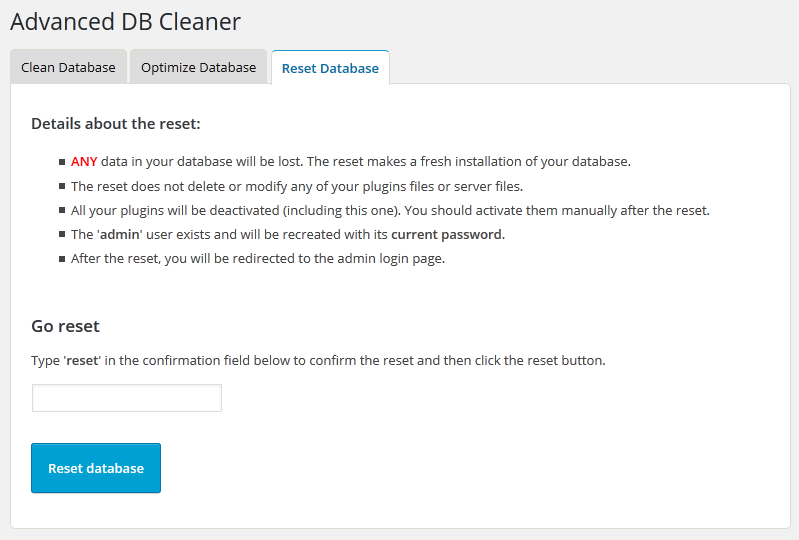 Advanced DB Cleaner
Clean Database
Optimize Database
Reset Database
Details about the reset:
ANY data in your database will be lost. The reset makes a fresh installation of your database.
The reset does not delete or modify any of your plugins files or server files.
All your plugins will be deactivated (including this one). You should activate them manually after the reset.
The 'admin' user exists and will be recreated with its current password.
After the reset, you will be redirected to the admin login page.
Go reset
Type 'reset' in the confirmation field below to confirm the reset and then click the reset button.
Reset database